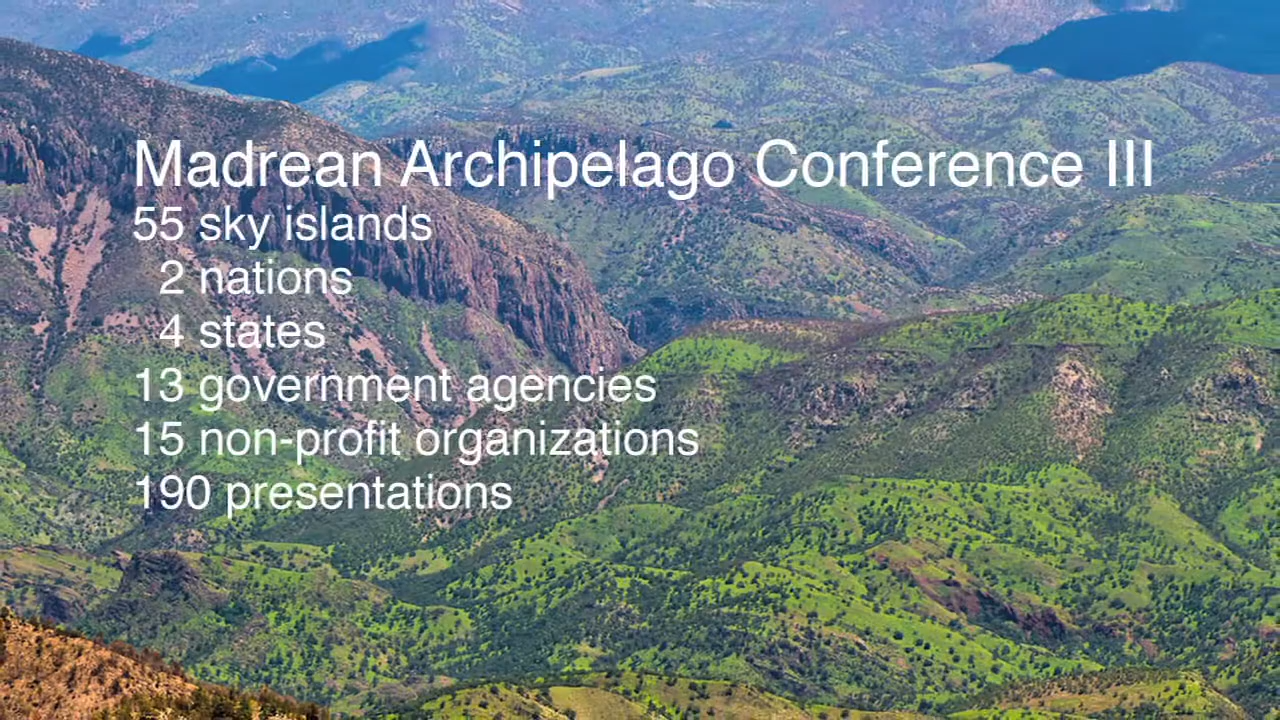 Madrean Archipelago Conference III
55 sky islands
2 nations
4 states
13 government agencies
15 non-profit organizations
190 presentations